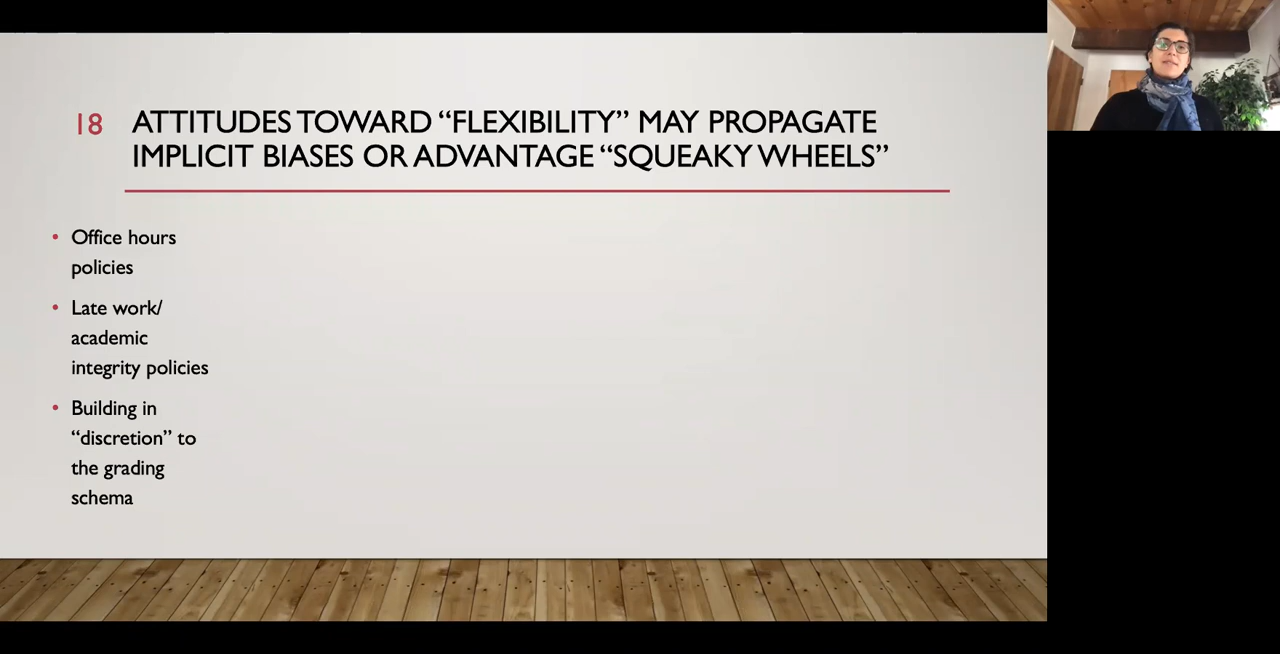 18
ATTITUDES TOWARD “FLEXIBILITY” MAY PROPAGATE
IMPLICIT BIASES OR ADVANTAGE “SQUEAKY WHEELS”
• Office hours
policies
• Late work/
academic
integrity policies
• Building in
“discretion” to
the grading
schema